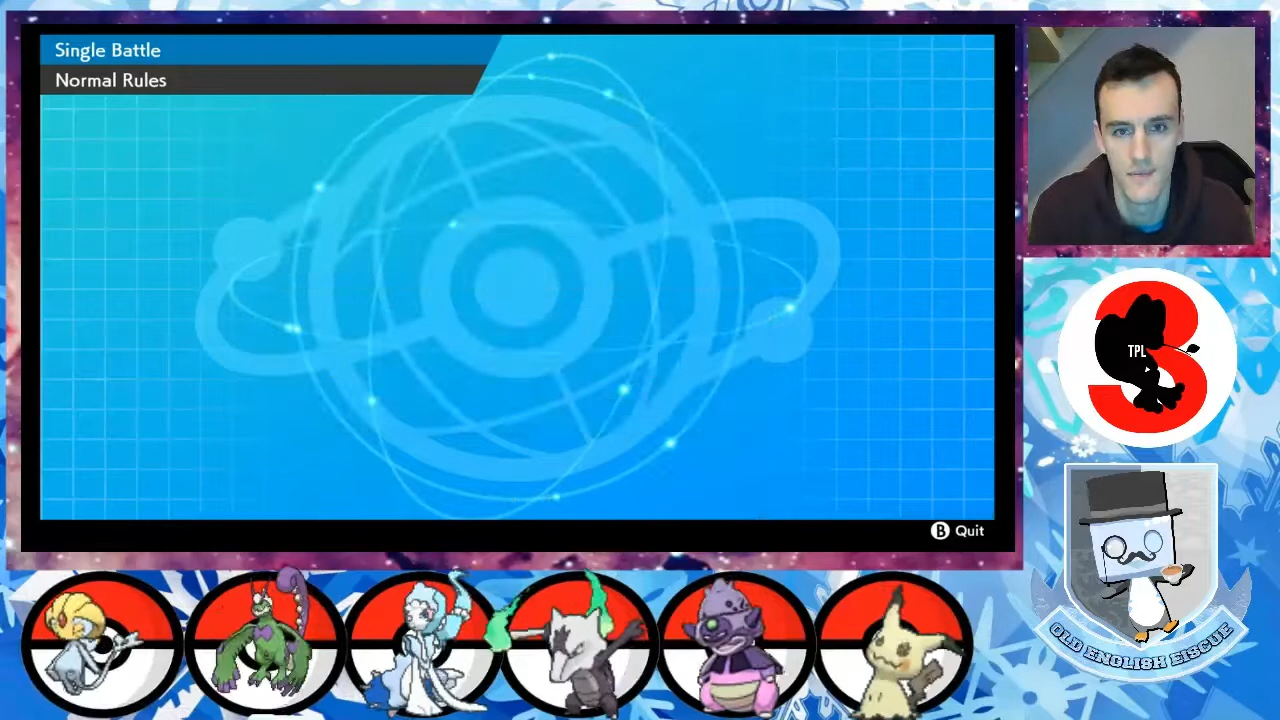 Single Battle
Normal Rules
B Quit
TPL
OLD ENGLISH EISCUE